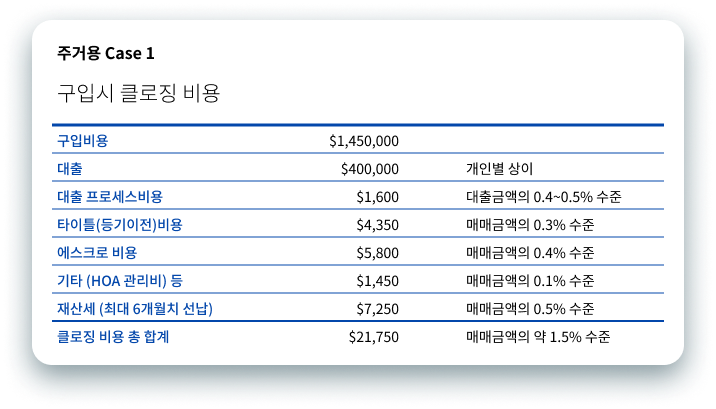 주거용 Case 1
구입시 클로징 비용
구입비용 $1,450,000
대출 $400,000 개인별 상이
대출 프로세스비용 $1,600 대출금액의 0.4~0.5% 수준
타이틀(등기이전)비용 $4,350 매매금액의 0.3% 수준
에스크로 비용 $5,800 매매금액의 0.4% 수준
기타 (HOA 관리비) 등 $1,450 매매금액의 0.1% 수준
재산세 (최대 6개월치 선납) $7,250 매매금액의 0.5% 수준
클로징 비용 총 합계 $21,750 매매금액의 약 1.5% 수준